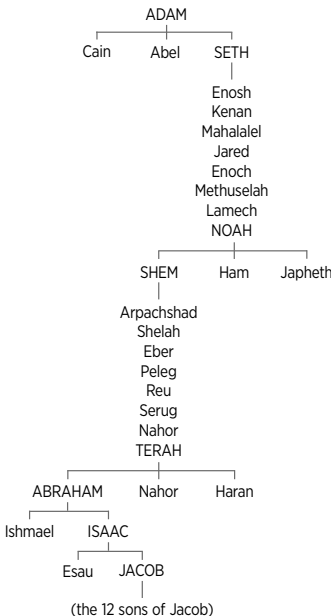 ADAM
Cain Abel SETH
Enosh
Kenan
Mahalalel
Jared
Enoch
Methuselah
Lamech
NOAH
SHEM Ham Japheth
Arpachshad
Shelah
Eber
Peleg
Reu
Serug
Nahor
TERAH
ABRAHAM Nahor Haran
Ishmael ISAAC
Esau JACOB
(the 12 sons of Jacob)